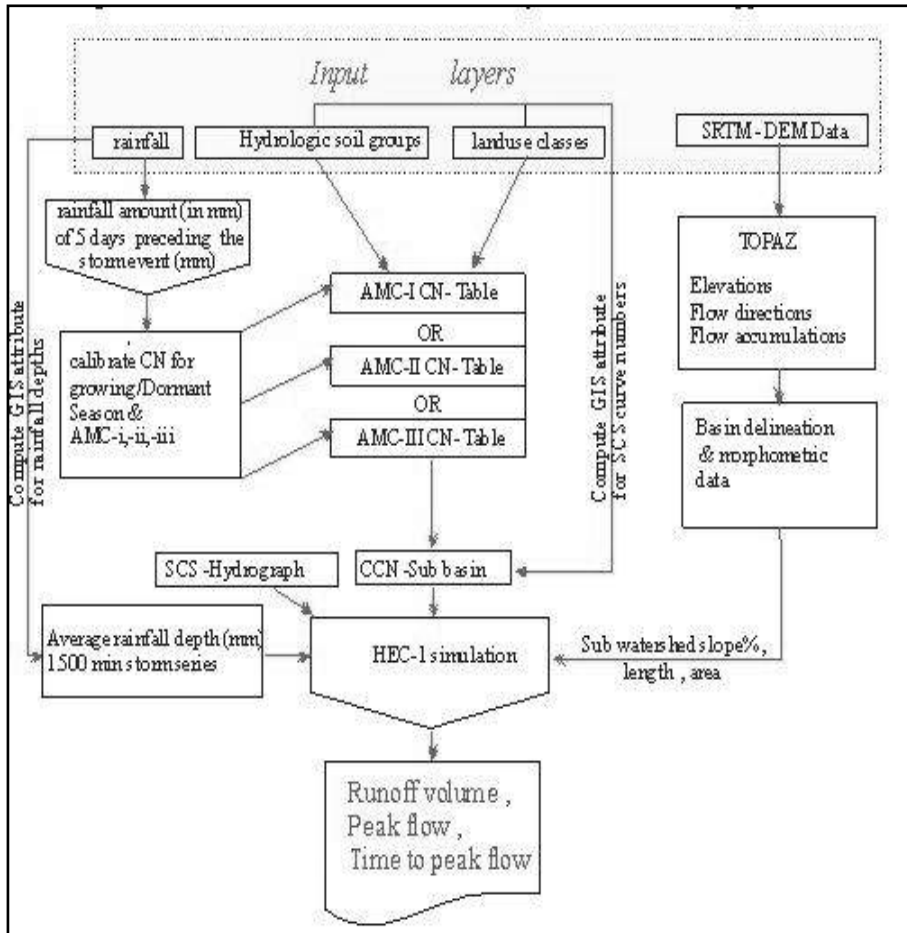 Input layers
rainfall
Hydrologic soil groups
landuse classes
SRTM - DEM Data
rainfall amount (in mm)
of 5 days preceding the
storm event (mm)
TOPAZ
Elevations
Flow directions
Flow accumulations
AMC-I CN- Table
OR
AMC-II CN- Table
OR
AMC-III CN- Table
calibrate CN for
growing/Dormant
Season &
AMC-i,-ii,-iii
Compute GIS attribute
for rainfall depths
Compute GIS attribute
for SCS curve numbers
Basin delineation
& morphometric
data
SCS -Hydrograph
CCN -Sub basin
Average rainfall depth (mm)
1500 min storm series
HEC-1 simulation
Sub watershed slope%,
length , area
Runoff volume ,
Peak flow ,
Time to peak flow